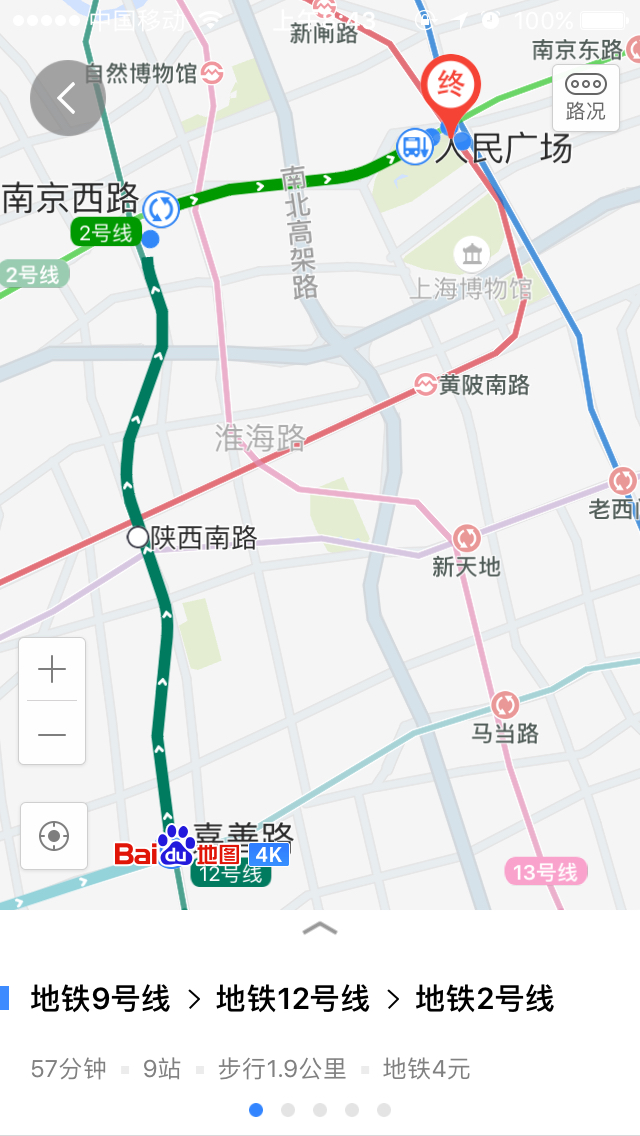 中国移动
100%
新闸路
南京东路
自然博物馆
终
路况
人民广场
南京西路
南北高架路
2号线
2号线
上海博物馆
黄陂南路
淮海路
老西门
陕西南路
新天地
马当路
嘉善路
Bai du 地图 4K
12号线
13号线
地铁9号线 > 地铁12号线 > 地铁2号线
57分钟 9站 步行1.9公里 地铁4元